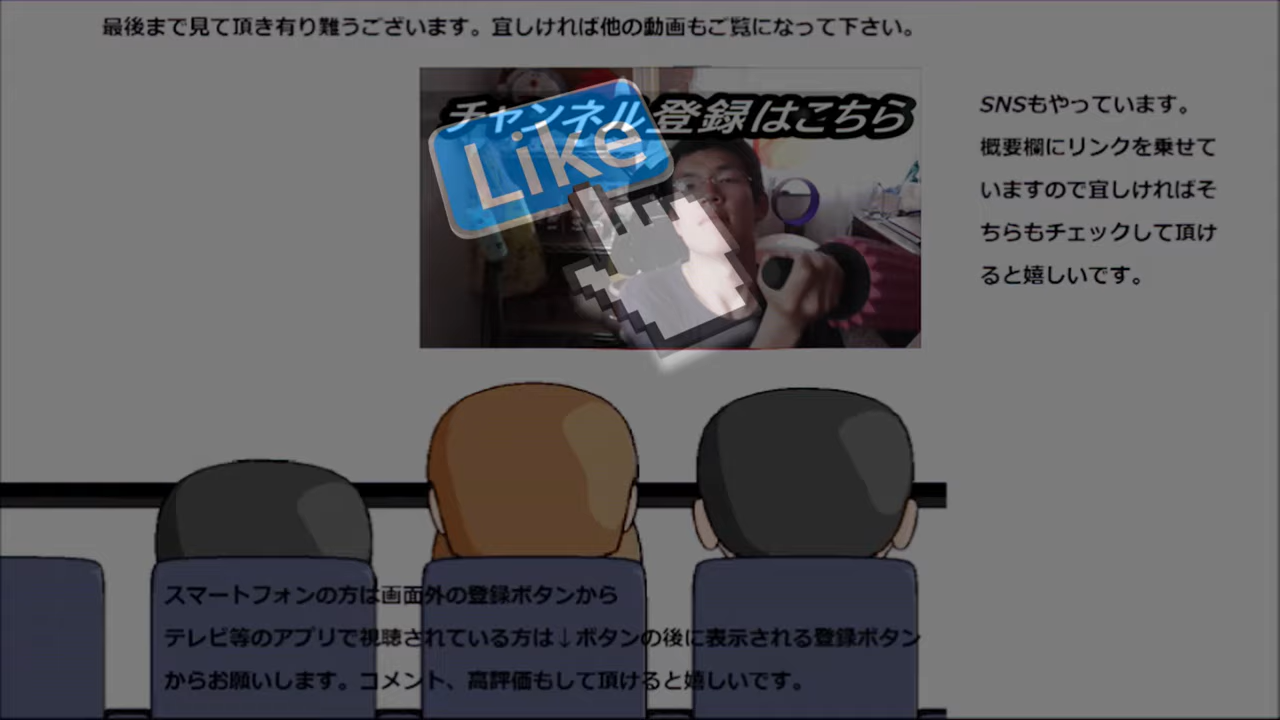 最後まで見て頂き有り難うございます。宜しければ他の動画もご覧になって下さい。
チャンネル登録はこちら
Like
SNSもやっています。
概要欄にリンクを乗せて
いますので宜しければそ
ちらもチェックして頂け
ると嬉しいです。
スマートフォンの方は画面外の登録ボタンから
テレビ等のアプリで視聴されている方は↓ボタンの後に表示される登録ボタン
からお願いします。コメント、高評価もして頂けると嬉しいです。